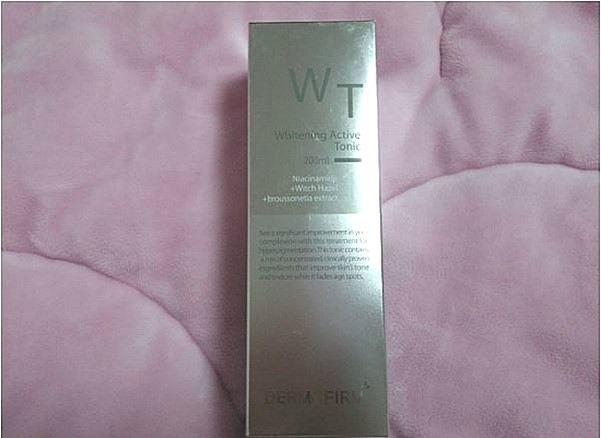 WT
Whitening Active
Tonic
200ml
Niacinamide
+Witch Hazel
+broussonetia extract
See a significant improvement in your
complexion with this treatment for
hyperpigmentation. This tonic contains
a mix of concentrated, clinically proven
ingredients that improve skin's tone
and texture while it fades age spots.
DERMAFIRM+